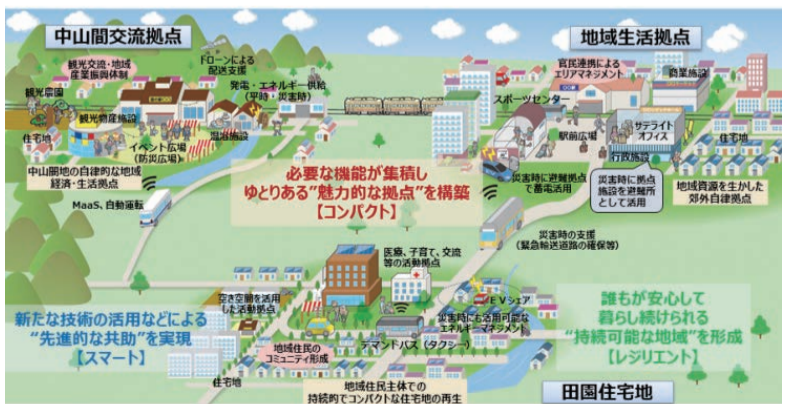 中山間交流拠点
観光交流・地域
産業振興体制
観光農園
観光物産施設
住宅地
イベント広場
(防災広場)
中山間地の自律的な地域
経済・生活拠点
MaaS、自動運転
ドローンによる
配送支援
発電・エネルギー供給
(平時・災害時)
温浴施設
地域生活拠点
官民連携による
エリアマネジメント
商業施設
スポーツセンター
駅前広場
サテライト
オフィス
行政施設
住宅地
災害時に避難拠点
で蓄電活用
災害時に拠点
施設を避難所
として活用
地域資源を生かした
郊外自律拠点
必要な機能が集積し
ゆとりある”魅力的な拠点”を構築
【コンパクト】
災害時の支援
(緊急輸送道路の確保等)
医療、子育て、交流
等の活動拠点
空き空間を活用
した活動拠点
EVシェア
災害時にも活用可能な
エネルギーマネジメント
デマンドバス(タクシー)
地域住民の
コミュニティ形成
住宅地
地域住民主体での
持続的でコンパクトな住宅地の再生
新たな技術の活用などによる
“先進的な共助”を実現
【スマート】
誰もが安心して
暮らし続けられる
“持続可能な地域”を形成
【レジリエント】
田園住宅地